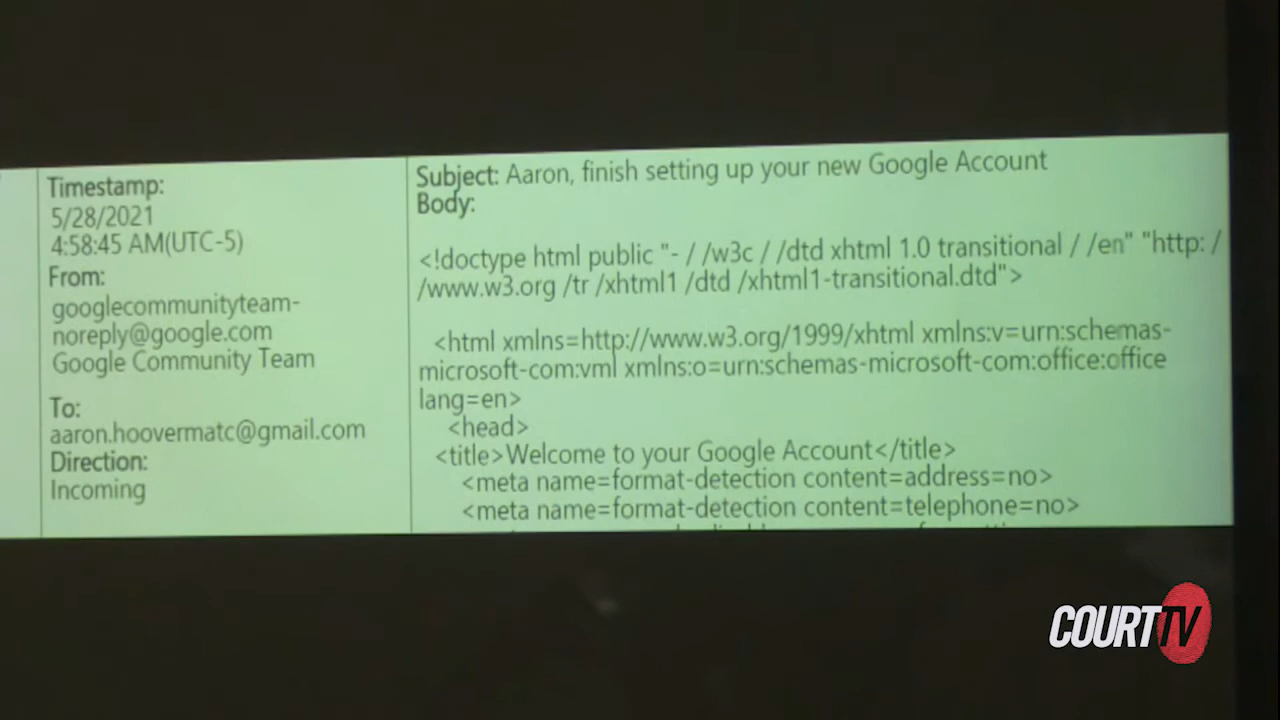 Timestamp:
5/28/2021
4:58:45 AM(UTC-5)
From:
googlecommunityteam-
noreply@google.com
Google Community Team
To:
aaron.hoovermatc@gmail.com
Direction:
Incoming
Subject: Aaron, finish setting up your new Google Account
Body:
<!doctype html public "- / /w3c / /dtd xhtml 1.0 transitional / /en" "http: /
/www.w3.org /tr /xhtml1 /dtd /xhtml1-transitional.dtd">
<html xmlns=http://www.w3.org/1999/xhtml xmlns:v=urn:schemas-
microsoft-com:vml xmlns:o=urn:schemas-microsoft-com:office:office
lang=en>
<head>
<title>Welcome to your Google Account</title>
<meta name=format-detection content=address=no>
<meta name=format-detection content=telephone=no>
COURT TV